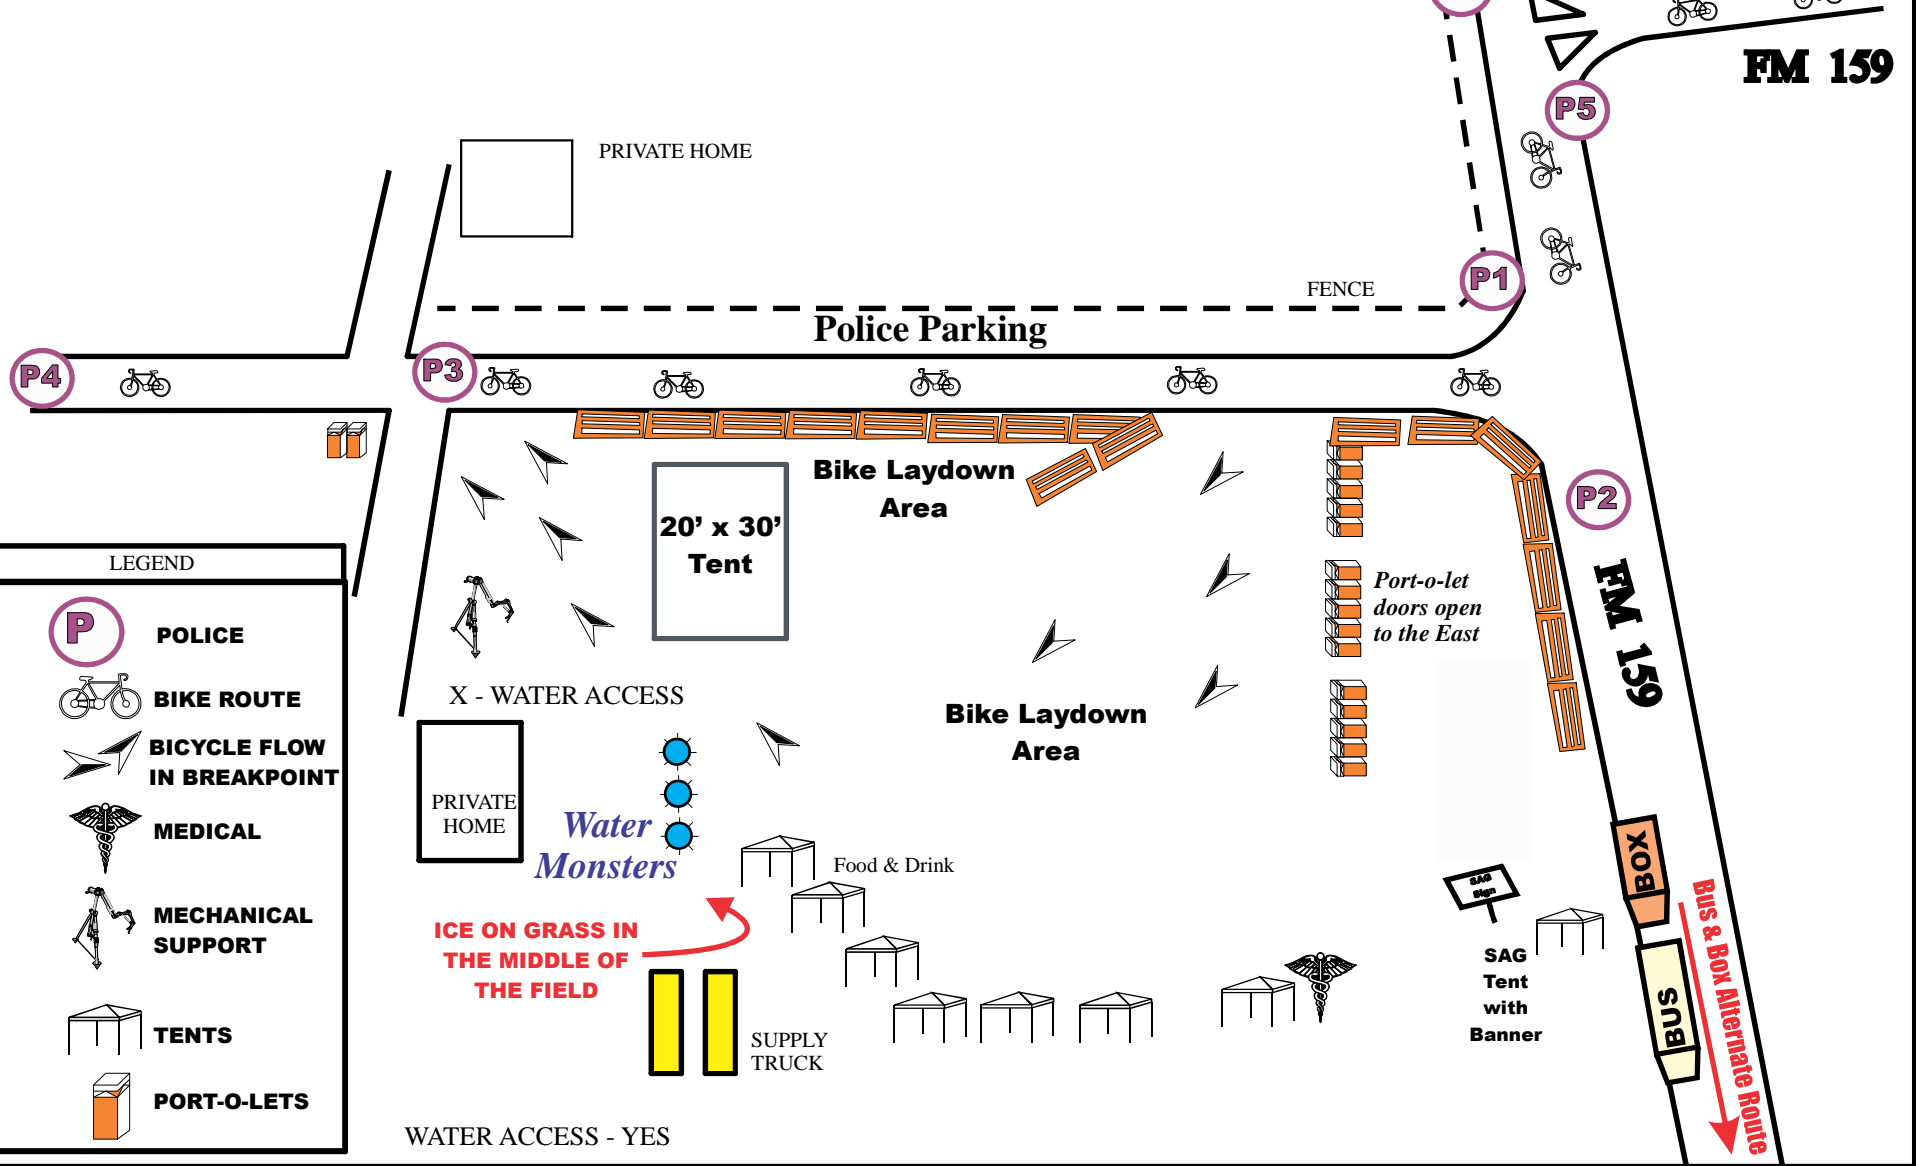 FM 159
P5
PRIVATE HOME
P1
FENCE
Police Parking
P4
P3
Bike Laydown
Area
P2
20’ x 30’
Tent
LEGEND
Port-o-let
doors open
to the East
FM 159
P
POLICE
BIKE ROUTE
X - WATER ACCESS
Bike Laydown
Area
BICYCLE FLOW
IN BREAKPOINT
PRIVATE
HOME
Water
Monsters
MEDICAL
BOX
Food & Drink
SAG
Sign
MECHANICAL
SUPPORT
ICE ON GRASS IN
THE MIDDLE OF
THE FIELD
Bus & Box Alternate Route
SAG
Tent
with
Banner
BUS
TENTS
SUPPLY
TRUCK
PORT-O-LETS
WATER ACCESS - YES